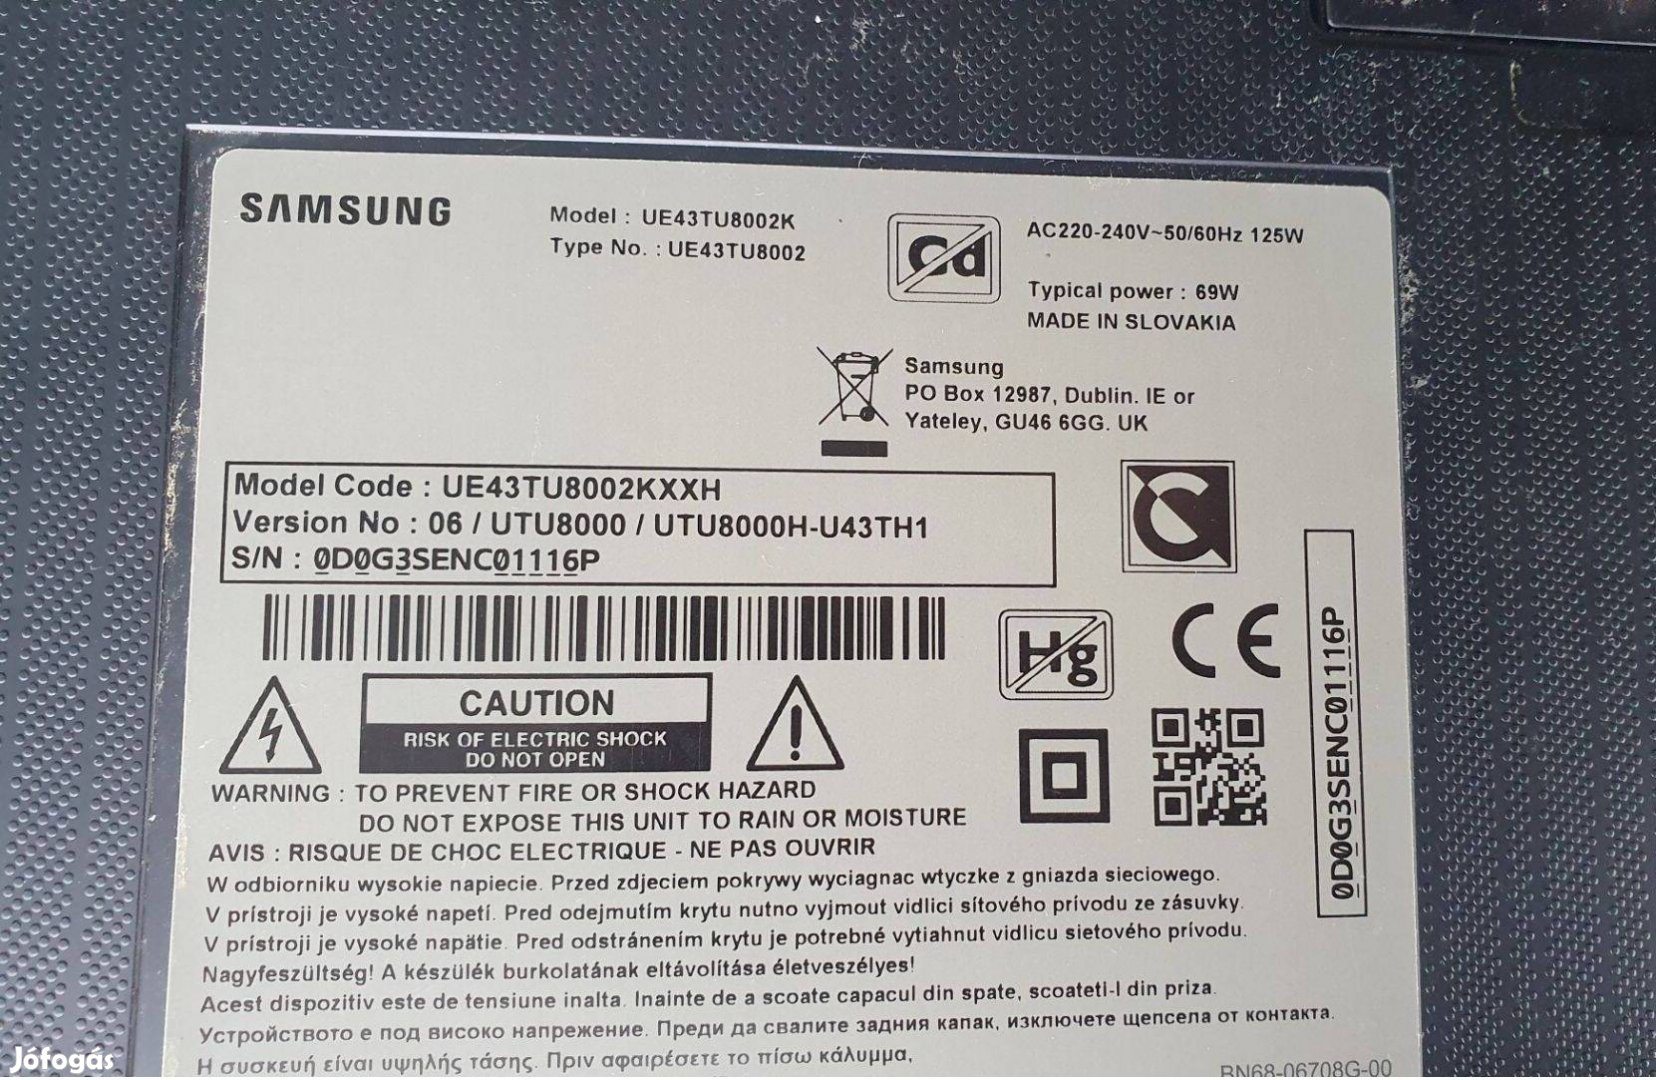 SAMSUNG
Model : UE43TU8002K
Type No. : UE43TU8002
Cd
AC220-240V~50/60Hz 125W
Typical power : 69W
MADE IN SLOVAKIA
Samsung
PO Box 12987, Dublin. IE or
Yateley, GU46 6GG. UK
Model Code : UE43TU8002KXXH
Version No : 06 / UTU8000 / UTU8000H-U43TH1
S/N : 0D0G3SENC01116P
Hg
CE
0D0G3SENC01116P
CAUTION
RISK OF ELECTRIC SHOCK
DO NOT OPEN
WARNING : TO PREVENT FIRE OR SHOCK HAZARD
DO NOT EXPOSE THIS UNIT TO RAIN OR MOISTURE
AVIS : RISQUE DE CHOC ELECTRIQUE - NE PAS OUVRIR
W odbiorniku wysokie napiecie. Przed zdjeciem pokrywy wyciagnac wtyczke z gniazda sieciowego.
V prístroji je vysoké napetí. Pred odejmutím krytu nutno vyjmout vidlici sítového prívodu ze zásuvky.
V prístroji je vysoké napätie. Pred odstránením krytu je potrebné vytiahnut vidlicu sietového prívodu.
Nagyfeszültség! A készülék burkolatának eltávolítása életveszélyes!
Acest dispozitiv este de tensiune inalta. Inainte de a scoate capacul din spate, scoateti-l din priza.
Устройството е под високо напрежение. Преди да свалите задния капак, изключете щепсела от контакта.
Η συσκευή είναι υψηλής τάσης. Πριν αφαιρέσετε το πίσω κάλυμμα,
BN68-06708G-00
Jófogás